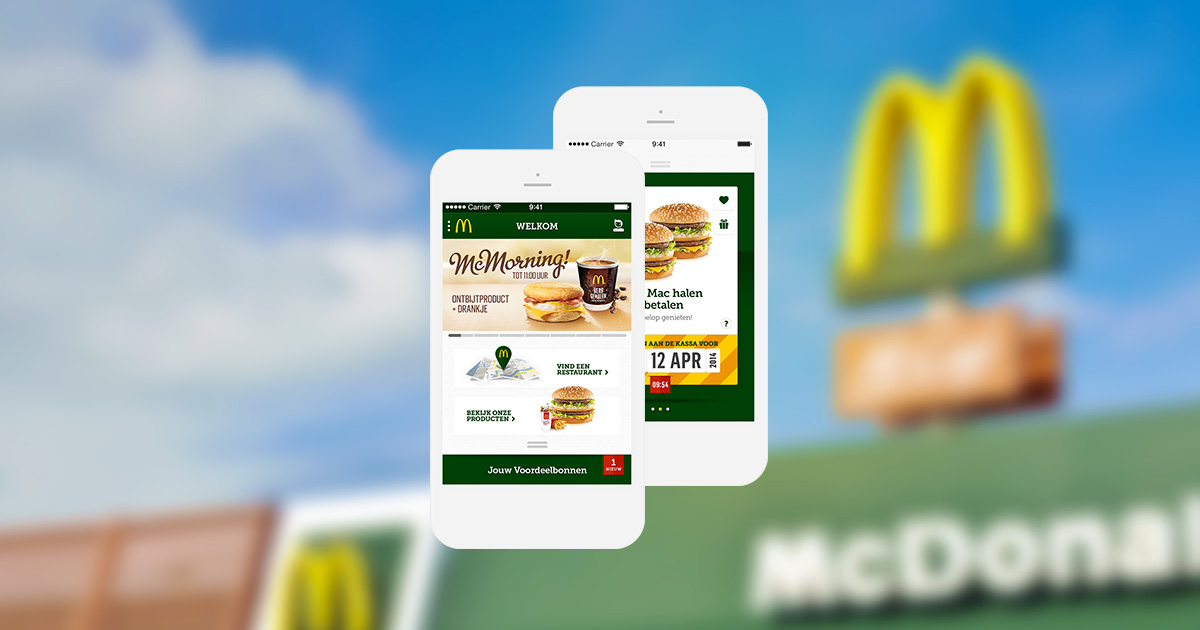 Carrier 9:41
WELKOM
McMorning!
TOT 11:00 UUR
ONTBIJTPRODUCT
+ DRANKJE
VIND EEN
RESTAURANT
BEKIJK ONZE
PRODUCTEN
Jouw Voordeelbonnen
1
NIEUW
Carrier 9:41
Mac halen
betalen
elop genieten!
?
N AAN DE KASSA VOOR
12 APR 2014
09:54
McDonal